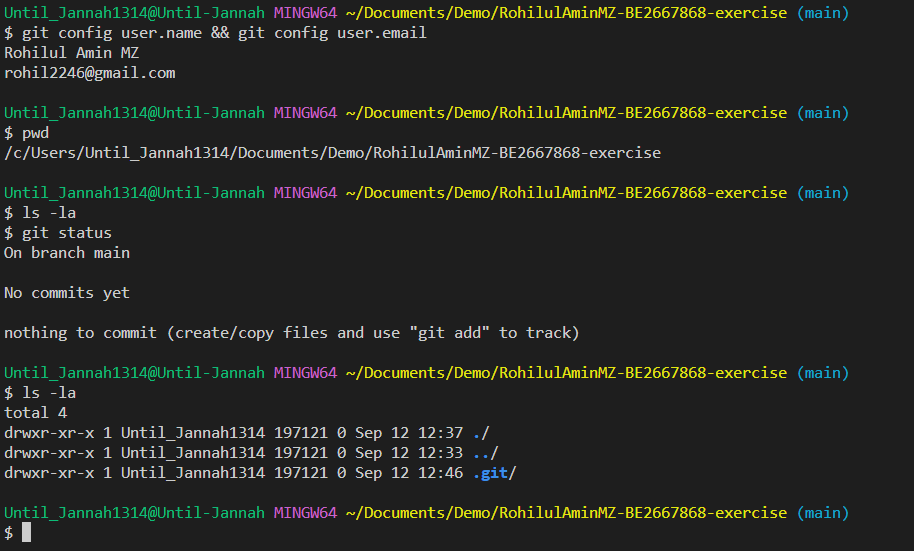 Until_Jannah1314@Until-Jannah MINGW64 ~/Documents/Demo/RohilulAminMZ-BE2667868-exercise (main)
$ git config user.name && git config user.email
Rohilul Amin MZ
rohil2246@gmail.com
Until_Jannah1314@Until-Jannah MINGW64 ~/Documents/Demo/RohilulAminMZ-BE2667868-exercise (main)
$ pwd
/c/Users/Until_Jannah1314/Documents/Demo/RohilulAminMZ-BE2667868-exercise
Until_Jannah1314@Until-Jannah MINGW64 ~/Documents/Demo/RohilulAminMZ-BE2667868-exercise (main)
$ ls -la
$ git status
On branch main
No commits yet
nothing to commit (create/copy files and use "git add" to track)
Until_Jannah1314@Until-Jannah MINGW64 ~/Documents/Demo/RohilulAminMZ-BE2667868-exercise (main)
$ ls -la
total 4
drwxr-xr-x 1 Until_Jannah1314 197121 0 Sep 12 12:37 ./
drwxr-xr-x 1 Until_Jannah1314 197121 0 Sep 12 12:33 ../
drwxr-xr-x 1 Until_Jannah1314 197121 0 Sep 12 12:46 .git/
Until_Jannah1314@Until-Jannah MINGW64 ~/Documents/Demo/RohilulAminMZ-BE2667868-exercise (main)
$